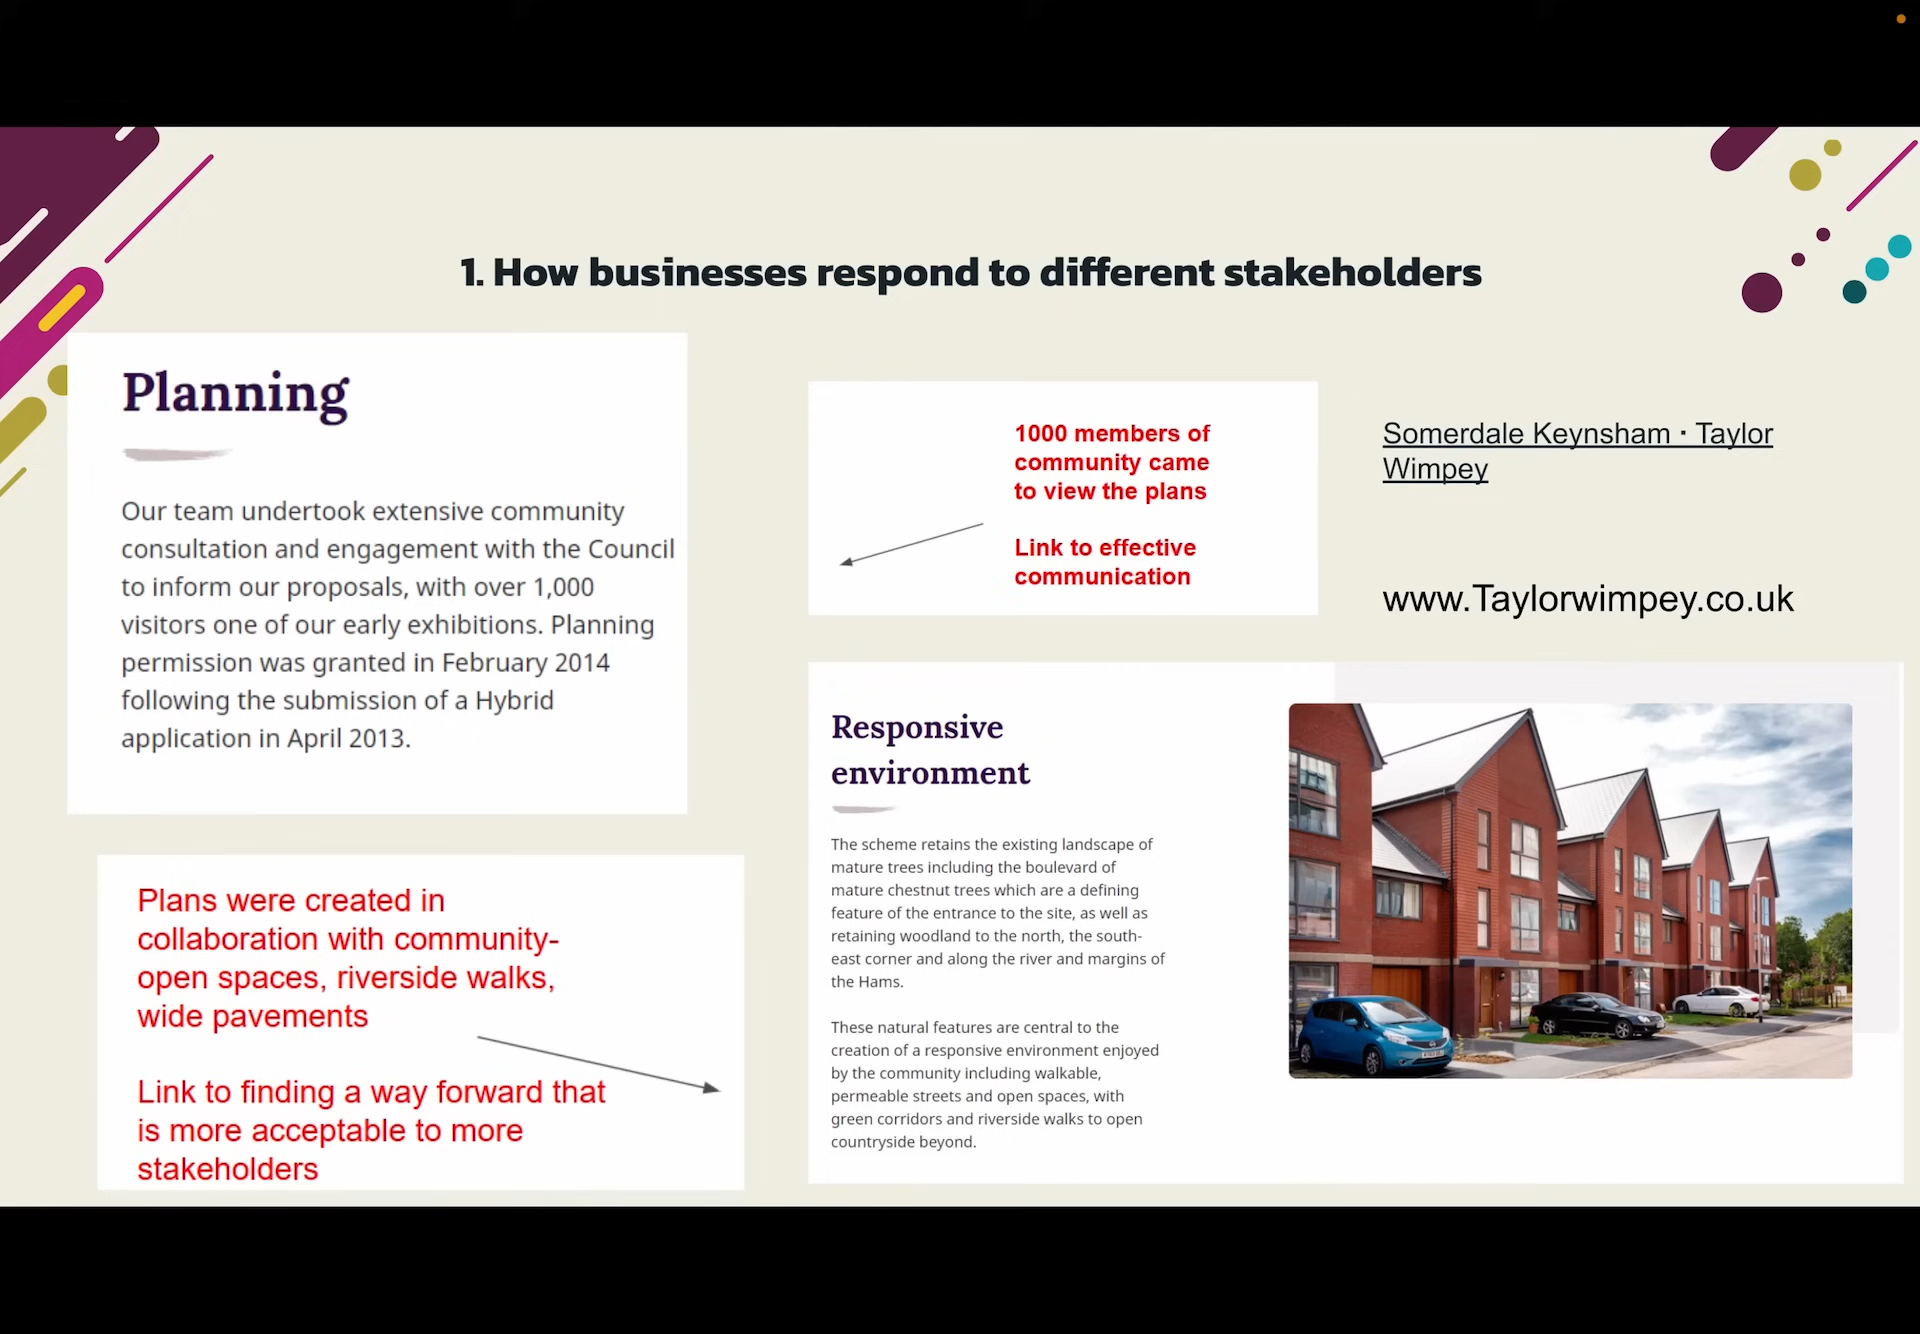 1. How businesses respond to different stakeholders
Planning
Our team undertook extensive community
consultation and engagement with the Council
to inform our proposals, with over 1,000
visitors one of our early exhibitions. Planning
permission was granted in February 2014
following the submission of a Hybrid
application in April 2013.
1000 members of
community came
to view the plans
Link to effective
communication
Somerdale Keynsham · Taylor
Wimpey
www.Taylorwimpey.co.uk
Plans were created in
collaboration with community-
open spaces, riverside walks,
wide pavements
Link to finding a way forward that
is more acceptable to more
stakeholders
Responsive
environment
The scheme retains the existing landscape of
mature trees including the boulevard of
mature chestnut trees which are a defining
feature of the entrance to the site, as well as
retaining woodland to the north, the south-
east corner and along the river and margins of
the Hams.
These natural features are central to the
creation of a responsive environment enjoyed
by the community including walkable,
permeable streets and open spaces, with
green corridors and riverside walks to open
countryside beyond.